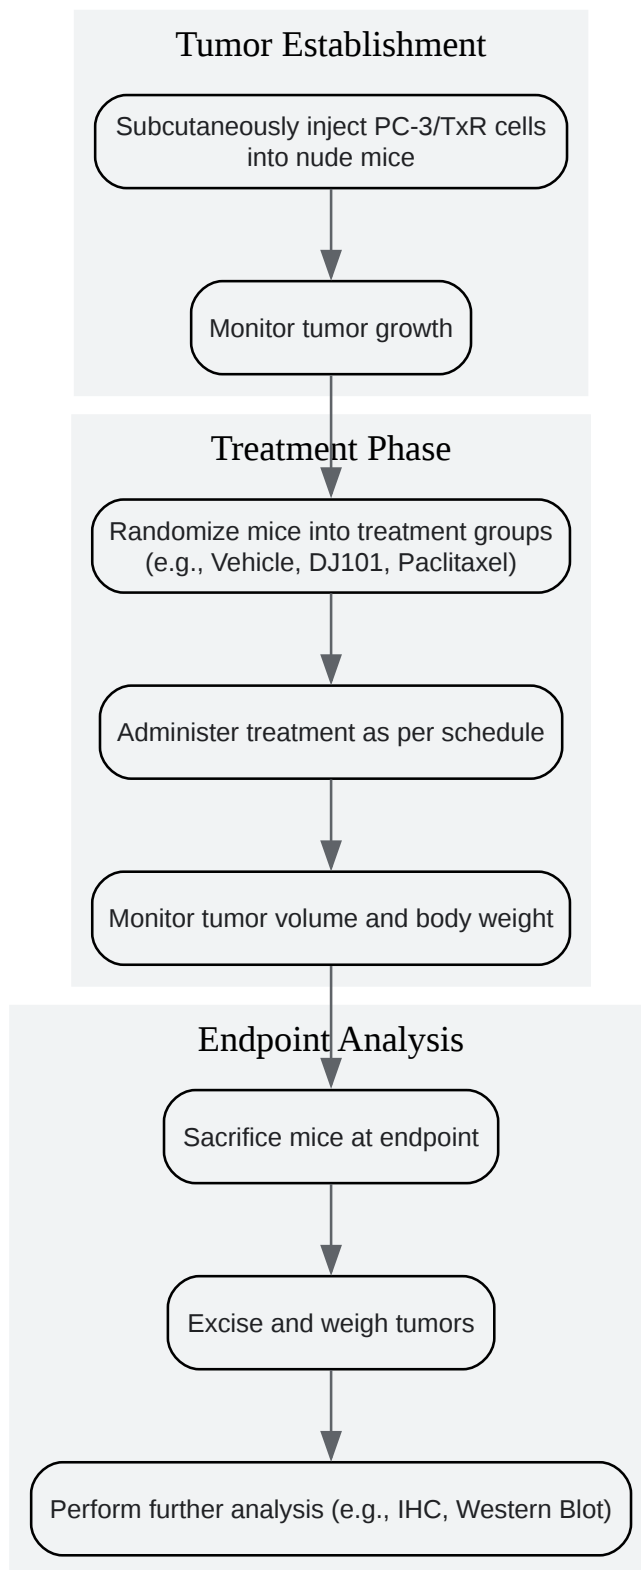 Tumor Establishment
Subcutaneously inject PC-3/TxR cells
into nude mice
Monitor tumor growth
Treatment Phase
Randomize mice into treatment groups
(e.g., Vehicle, DJ101, Paclitaxel)
Administer treatment as per schedule
Monitor tumor volume and body weight
Endpoint Analysis
Sacrifice mice at endpoint
Excise and weigh tumors
Perform further analysis (e.g., IHC, Western Blot)